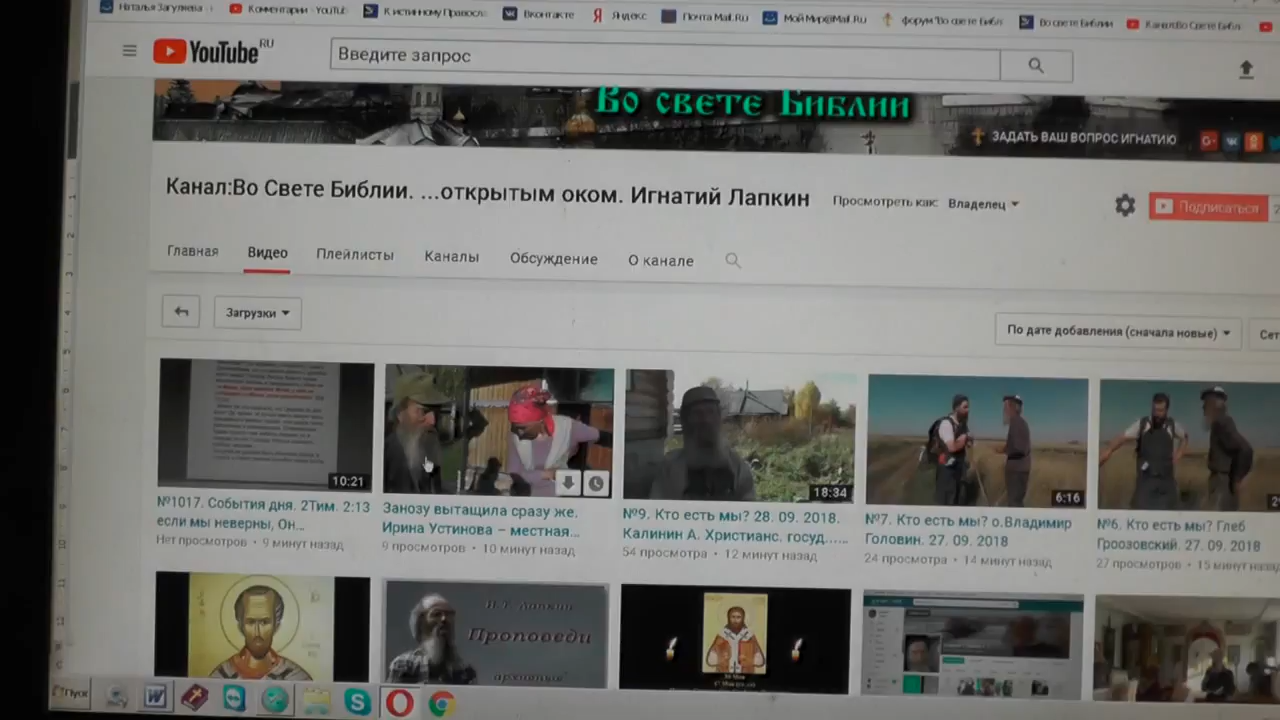 Наталья Загуляева
Комментарии - YouTub
К истинному Правосл
Вконтакте
Яндекс
Почта Mail.Ru
Мой Мир@Mail.Ru
форум "Во свете Библ
Во свете Библии
Канал:Во Свете Библ
YouTube RU
Введите запрос
Во свете Библии
ЗАДАТЬ ВАШ ВОПРОС ИГНАТИЮ
Канал:Во Свете Библии. ...открытым оком. Игнатий Лапкин
Просмотреть как: Владелец
Подписаться
Главная Видео Плейлисты Каналы Обсуждение О канале
Загрузки
По дате добавления (сначала новые)
Сет
10:21
18:34
6:16
№1017. События дня. 2Тим. 2:13
если мы неверны, Он...
Нет просмотров • 9 минут назад
Занозу вытащила сразу же.
Ирина Устинова – местная...
9 просмотров • 10 минут назад
№9. Кто есть мы? 28. 09. 2018.
Калинин А. Христианс. госуд......
54 просмотра • 12 минут назад
№7. Кто есть мы? о.Владимир
Головин. 27. 09. 2018
24 просмотра • 14 минут назад
№6. Кто есть мы? Глеб
Гроозовский. 27. 09. 2018
27 просмотров • 15 минут назад
И.Т. Лапкин
Проповеди
архивные
Пуск